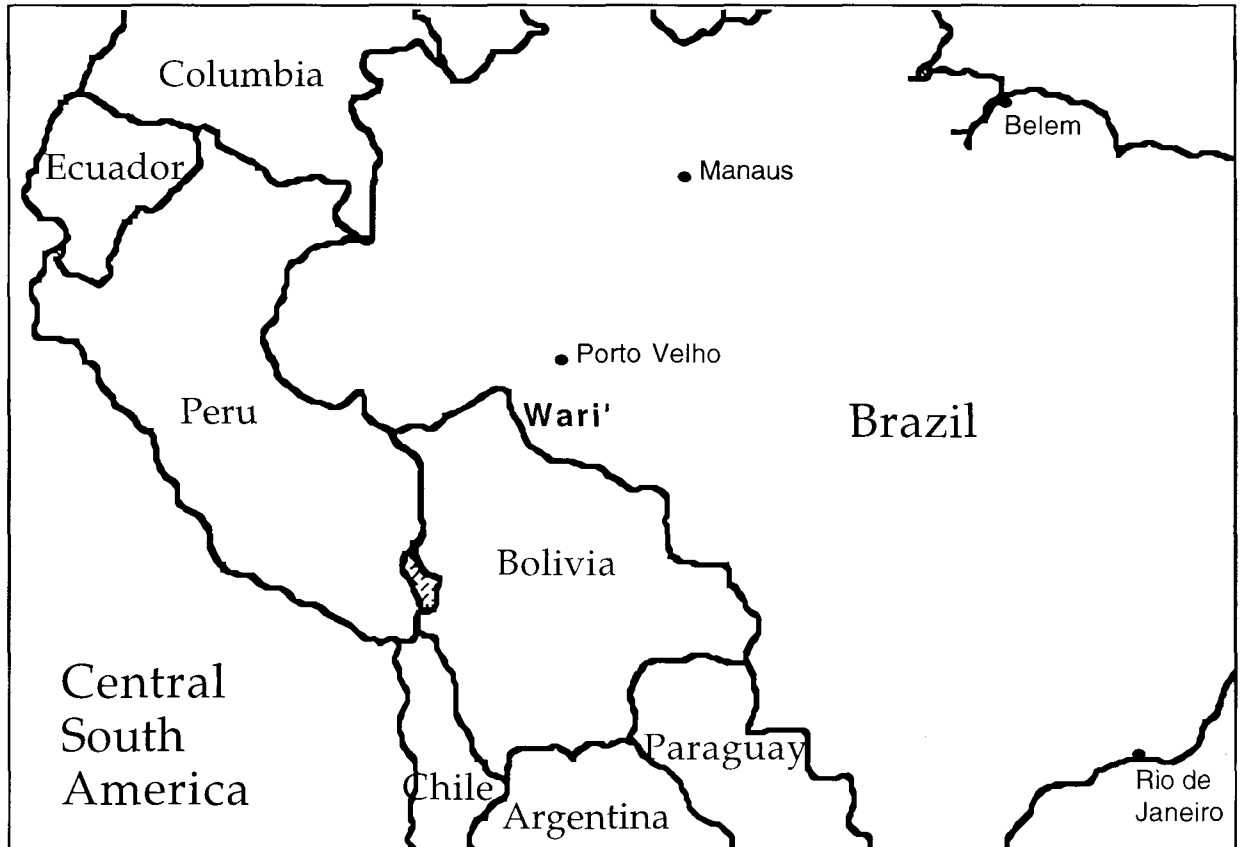 Columbia
Ecuador
Belem
Manaus
Porto Velho
Peru
Wari'
Brazil
Bolivia
Central
South
America
Paraguay
Chile
Argentina
Rio de
Janeiro